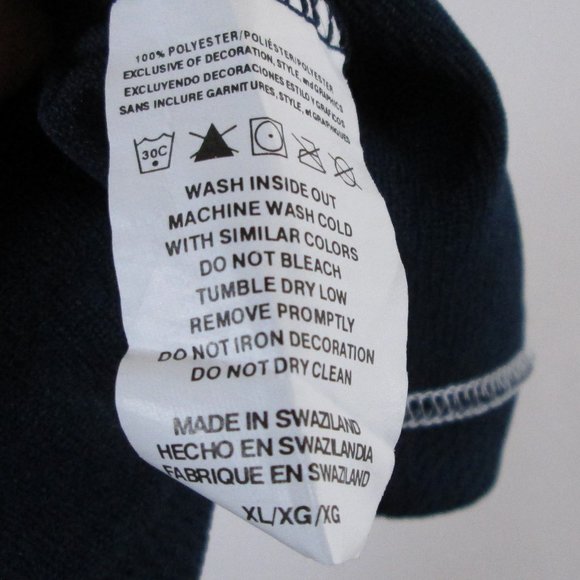 100% POLYESTER/POLIÉSTER/POLYESTER
EXCLUSIVE OF DECORATION, STYLE, and GRAPHICS
EXCLUYENDO DECORACIONES ESTILO y GRÁFICOS
SANS INCLURE GARNITURES, STYLE, et GRAPHIQUES
30C
WASH INSIDE OUT
MACHINE WASH COLD
WITH SIMILAR COLORS
DO NOT BLEACH
TUMBLE DRY LOW
REMOVE PROMPTLY
DO NOT IRON DECORATION
DO NOT DRY CLEAN
MADE IN SWAZILAND
HECHO EN SWAZILANDIA
FABRIQUE EN SWAZILAND
XL/XG/XG